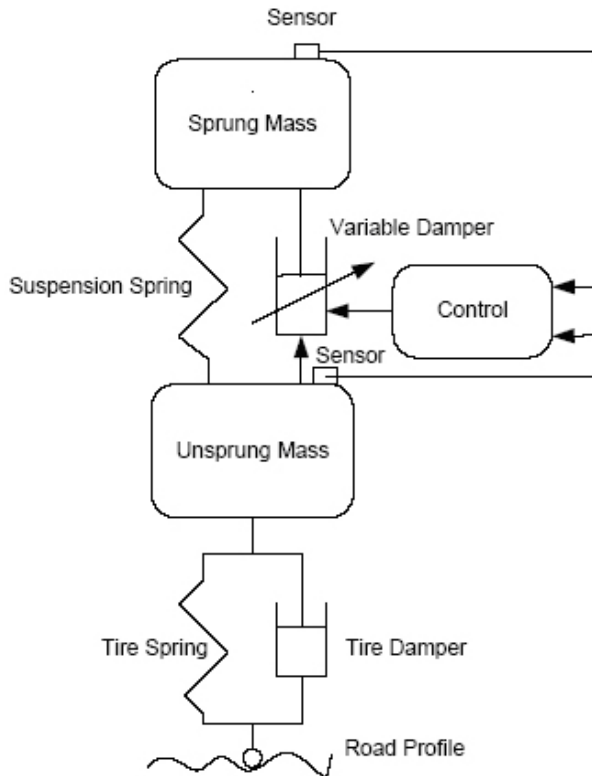 Sensor
Sprung Mass
Variable Damper
Suspension Spring
Control
Sensor
Unsprung Mass
Tire Spring
Tire Damper
Road Profile